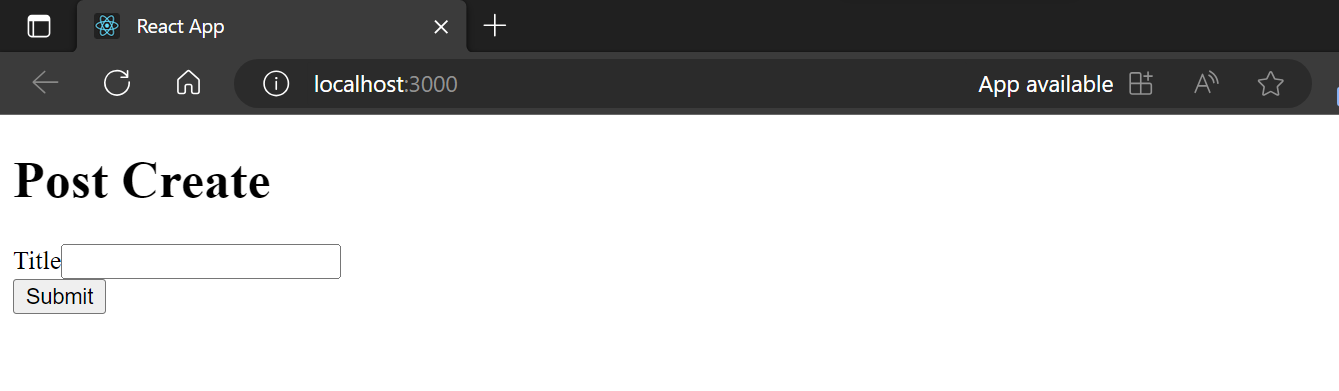 React App
localhost:3000 App available
Post Create
Title
Submit